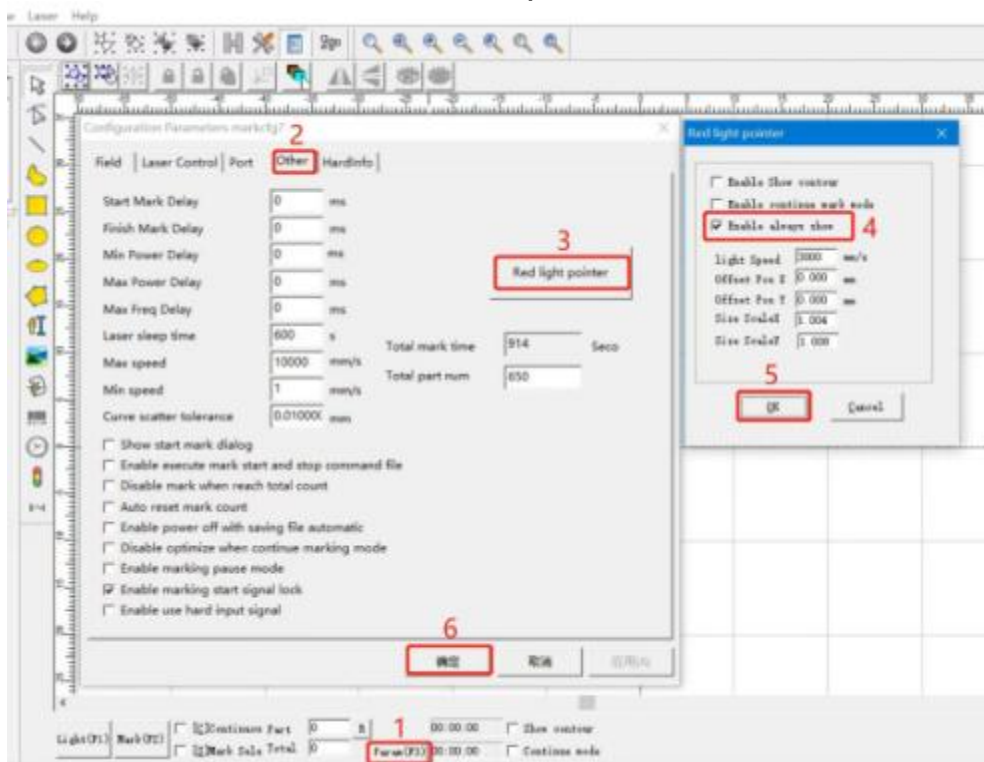 Laser Help
Configuration Parameters markcfg7
2
Field Laser Control Port Other HardInfo
Start Mark Delay 0 ms
Finish Mark Delay 0 ms
Min Power Delay 0 ms
Max Power Delay 0 ms
Max Freq Delay 0 ms
Laser sleep time 600 s
Max speed 10000 mm/s
Min speed 1 mm/s
Curve scatter tolerance 0.01000 mm
3
Red light pointer
Total mark time 914 Seco
Total part num 650
Show start mark dialog
Enable execute mark start and stop command file
Disable mark when reach total count
Auto reset mark count
Enable power off with saving file automatic
Disable optimize when continue marking mode
Enable marking pause mode
Enable marking start signal lock
Enable use hard input signal
6
确定 取消
Red light pointer
Enable Show contour
Enable continue mark mode
Enable always show 4
light Speed 3000 mm/s
Offset Pos X 0.000 mm
Offset Pos Y 0.000 mm
Size ScaleX 1.004
Size ScaleY 1.000
5
OK Cancel
1
Light(F1) Mark(F2) Continuou Part 0 R 00:00:00 Show contour
Mark Sele Total 0 Param(F3) 00:00:00 Continue mode